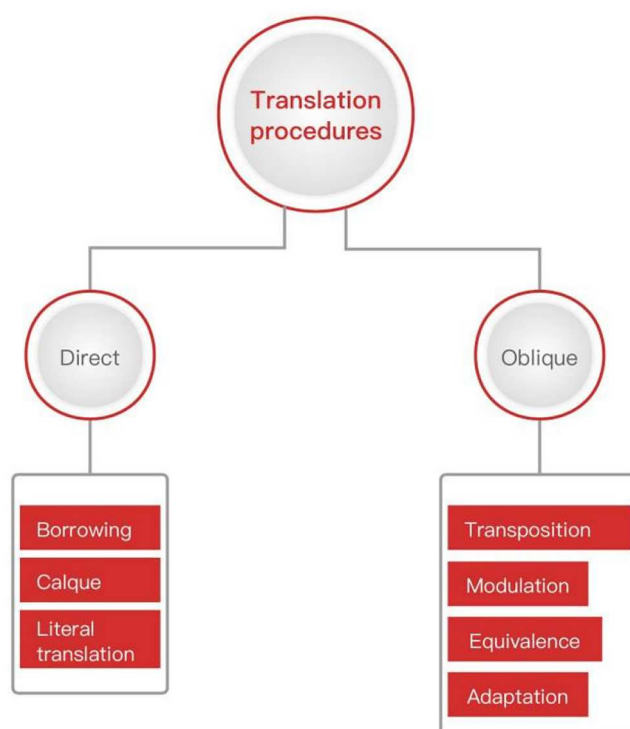 Translation
procedures
Direct
Oblique
Borrowing
Calque
Literal
translation
Transposition
Modulation
Equivalence
Adaptation